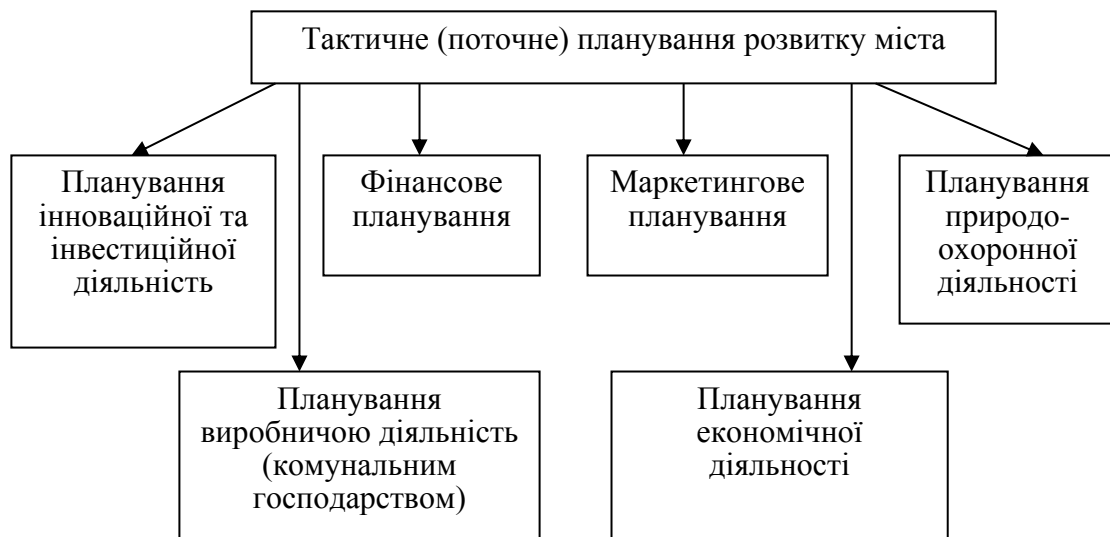 Тактичне (поточне) планування розвитку міста
Планування
інноваційної та
інвестиційної
діяльність
Фінансове
планування
Маркетингове
планування
Планування
природо-
охоронної
діяльності
Планування
виробничою діяльність
(комунальним
господарством)
Планування
економічної
діяльності